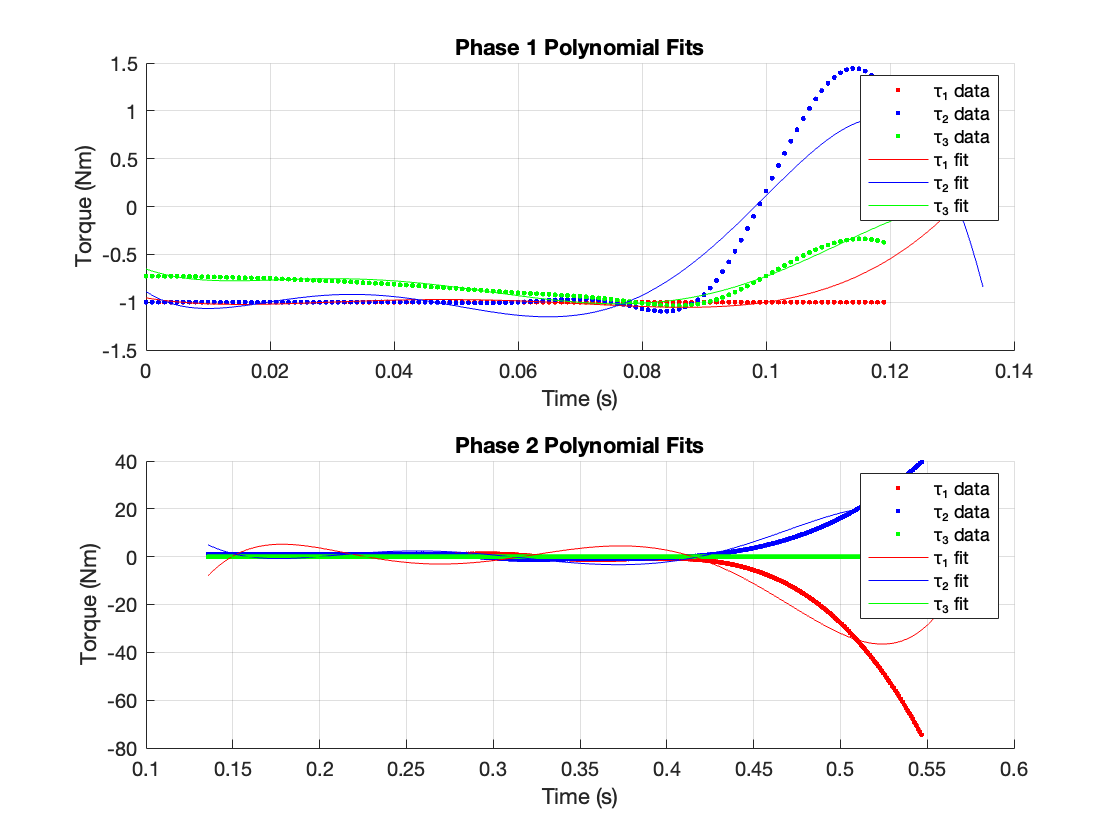 Phase 1 Polynomial Fits
1.5
1
0.5
0
-0.5
-1
-1.5
Torque (Nm)
τ1 data
τ2 data
τ3 data
τ1 fit
τ2 fit
τ3 fit
0 0.02 0.04 0.06 0.08 0.1 0.12 0.14
Time (s)
Phase 2 Polynomial Fits
40
20
0
-20
-40
-60
-80
Torque (Nm)
τ1 data
τ2 data
τ3 data
τ1 fit
τ2 fit
τ3 fit
0.1 0.15 0.2 0.25 0.3 0.35 0.4 0.45 0.5 0.55 0.6
Time (s)